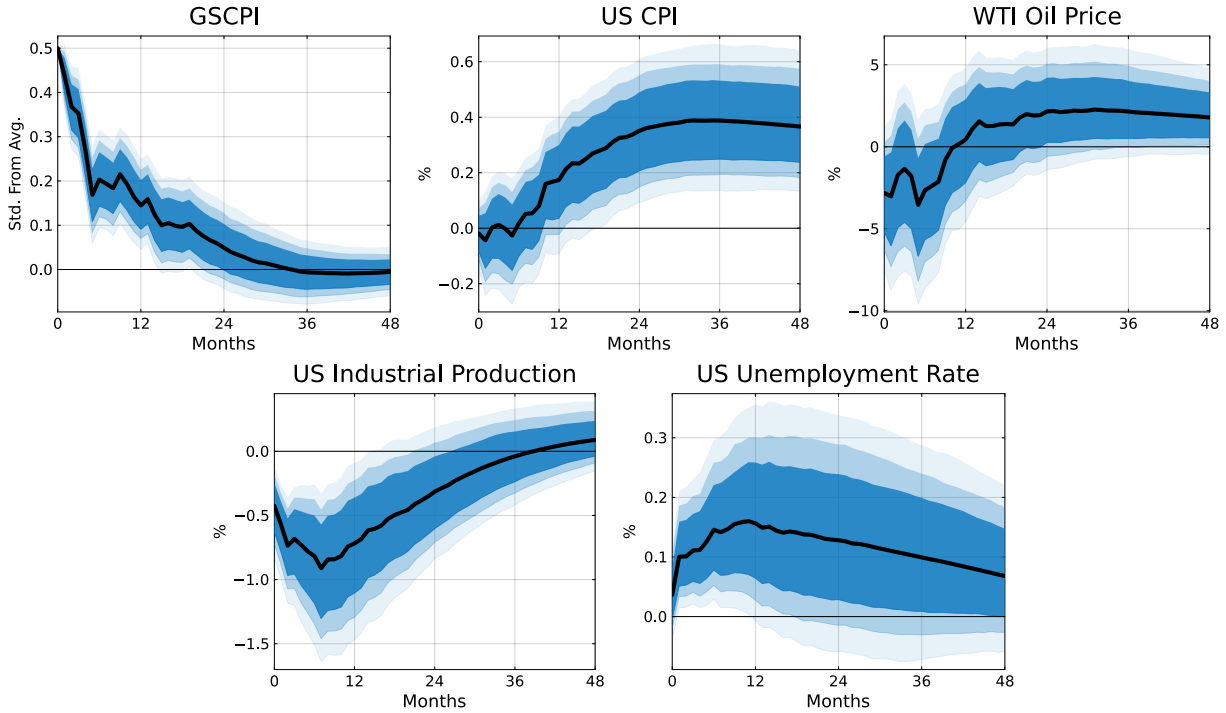 GSCPI
Std. From Avg.
0.5
0.4
0.3
0.2
0.1
0.0
0 12 24 36 48
Months
US CPI
%
0.6
0.4
0.2
0.0
−0.2
0 12 24 36 48
Months
WTI Oil Price
%
5
0
−5
−10
0 12 24 36 48
Months
US Industrial Production
%
0.0
−0.5
−1.0
−1.5
0 12 24 36 48
Months
US Unemployment Rate
%
0.3
0.2
0.1
0.0
0 12 24 36 48
Months